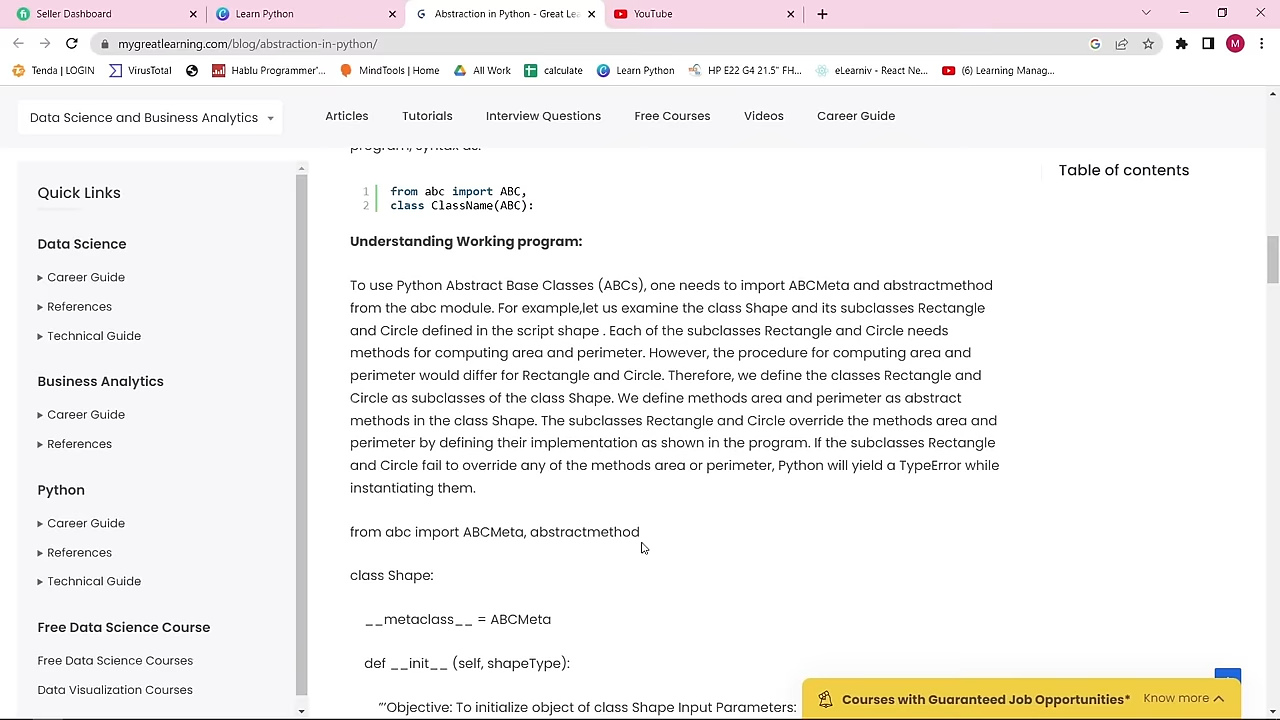 Seller Dashboard
Learn Python
Abstraction in Python - Great Le
YouTube
mygreatlearning.com/blog/abstraction-in-python/
M
Tenda | LOGIN
VirusTotal
Hablu Programmer'...
MindTools | Home
All Work
calculate
Learn Python
HP E22 G4 21.5" FH...
eLearniv - React Ne...
(6) Learning Manag...
Data Science and Business Analytics
Articles
Tutorials
Interview Questions
Free Courses
Videos
Career Guide
program, syntax as:
Table of contents
Quick Links
Data Science
Career Guide
References
Technical Guide
Business Analytics
Career Guide
References
Python
Career Guide
References
Technical Guide
Free Data Science Course
Free Data Science Courses
Data Visualization Courses
1 from abc import ABC,
2 class ClassName(ABC):
Understanding Working program:
To use Python Abstract Base Classes (ABCs), one needs to import ABCMeta and abstractmethod
from the abc module. For example,let us examine the class Shape and its subclasses Rectangle
and Circle defined in the script shape . Each of the subclasses Rectangle and Circle needs
methods for computing area and perimeter. However, the procedure for computing area and
perimeter would differ for Rectangle and Circle. Therefore, we define the classes Rectangle and
Circle as subclasses of the class Shape. We define methods area and perimeter as abstract
methods in the class Shape. The subclasses Rectangle and Circle override the methods area and
perimeter by defining their implementation as shown in the program. If the subclasses Rectangle
and Circle fail to override any of the methods area or perimeter, Python will yield a TypeError while
instantiating them.
from abc import ABCMeta, abstractmethod
class Shape:
__metaclass__ = ABCMeta
def __init__ (self, shapeType):
'"Objective: To initialize object of class Shape Input Parameters:
Courses with Guaranteed Job Opportunities*
Know more